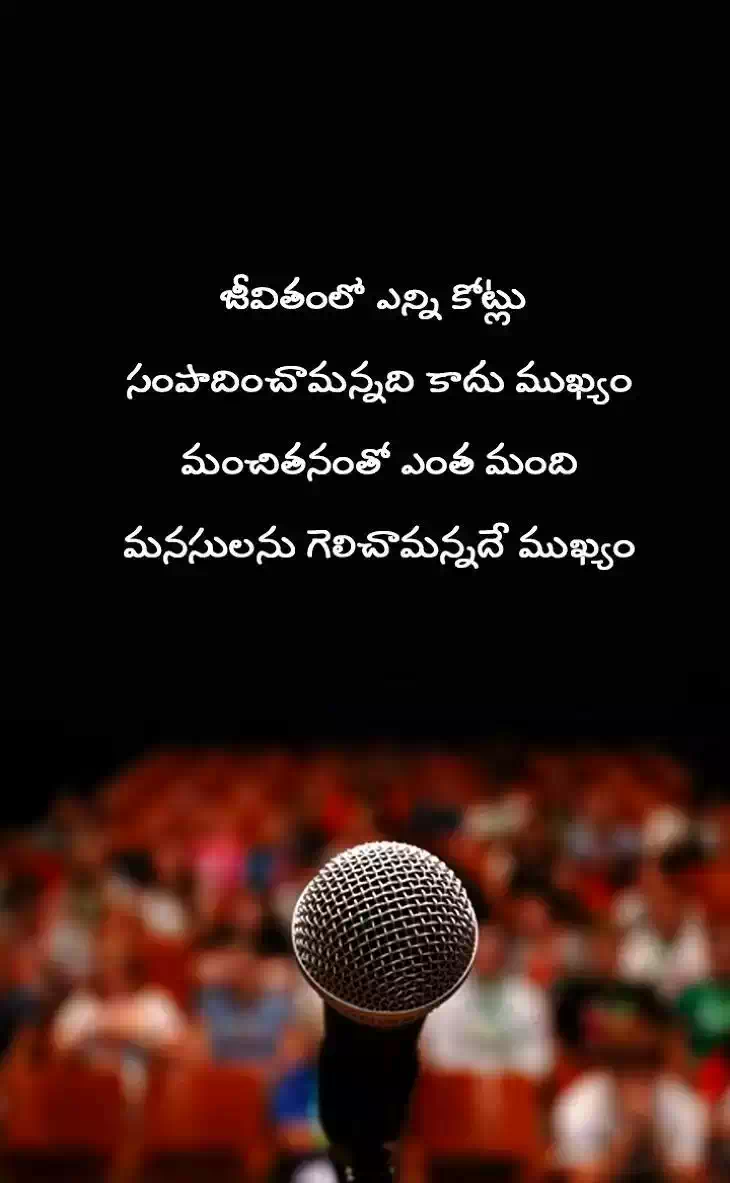 జీవితంలో ఎన్ని కోట్లు
సంపాదించామన్నది కాదు ముఖ్యం
మంచితనంతో ఎంత మంది
మనసులను గెలిచామన్నదే ముఖ్యం